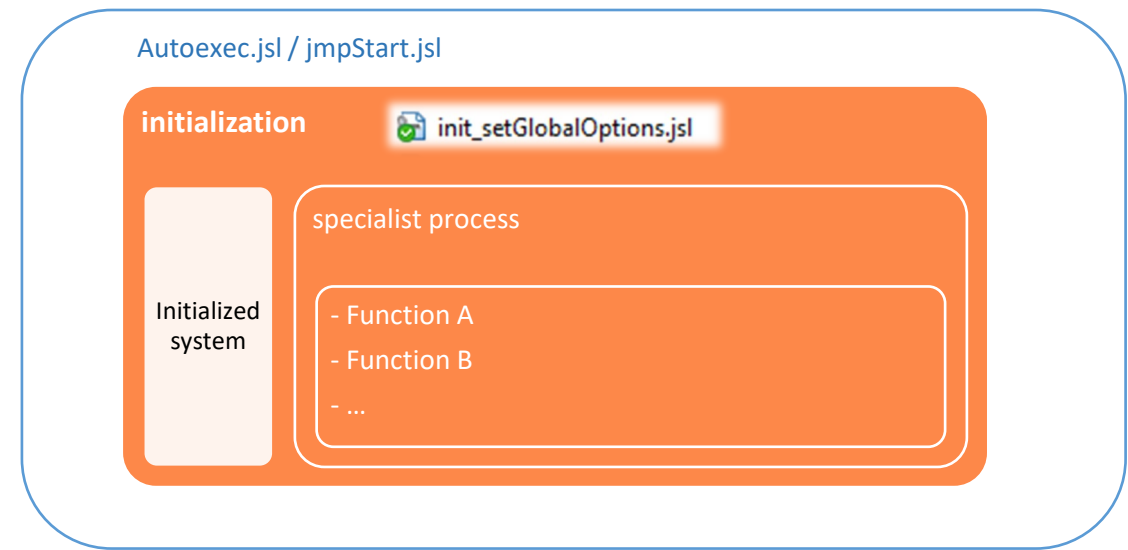 Autoexec.jsl / jmpStart.jsl
initialization
init_setGlobalOptions.jsl
specialist process
Initialized
system
- Function A
- Function B
- ...